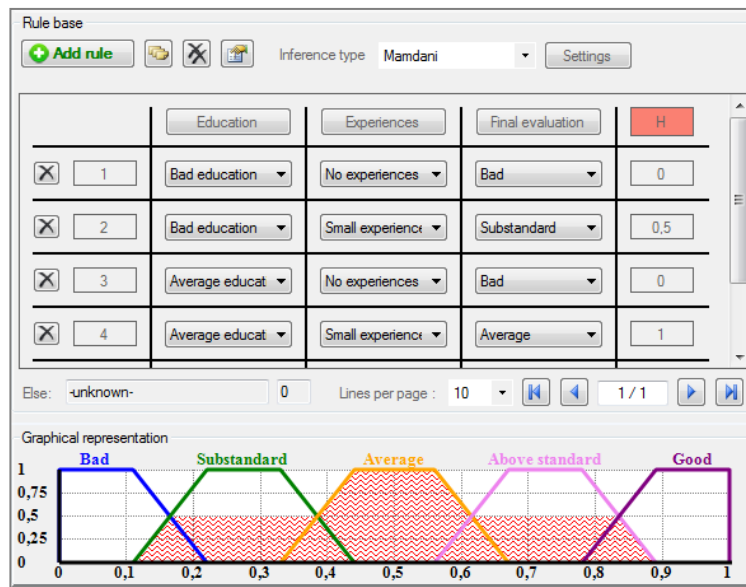 Rule base
Add rule Inference type Mamdani Settings
Education Experiences Final evaluation H
1 Bad education No experiences Bad 0
2 Bad education Small experience Substandard 0,5
3 Average educat No experiences Bad 0
4 Average educat Small experience Average 1
Else: -unknown- 0 Lines per page : 10 1 / 1
Graphical representation
Bad Substandard Average Above standard Good
1
0,75
0,5
0,25
0
0 0,1 0,2 0,3 0,4 0,5 0,6 0,7 0,8 0,9 1